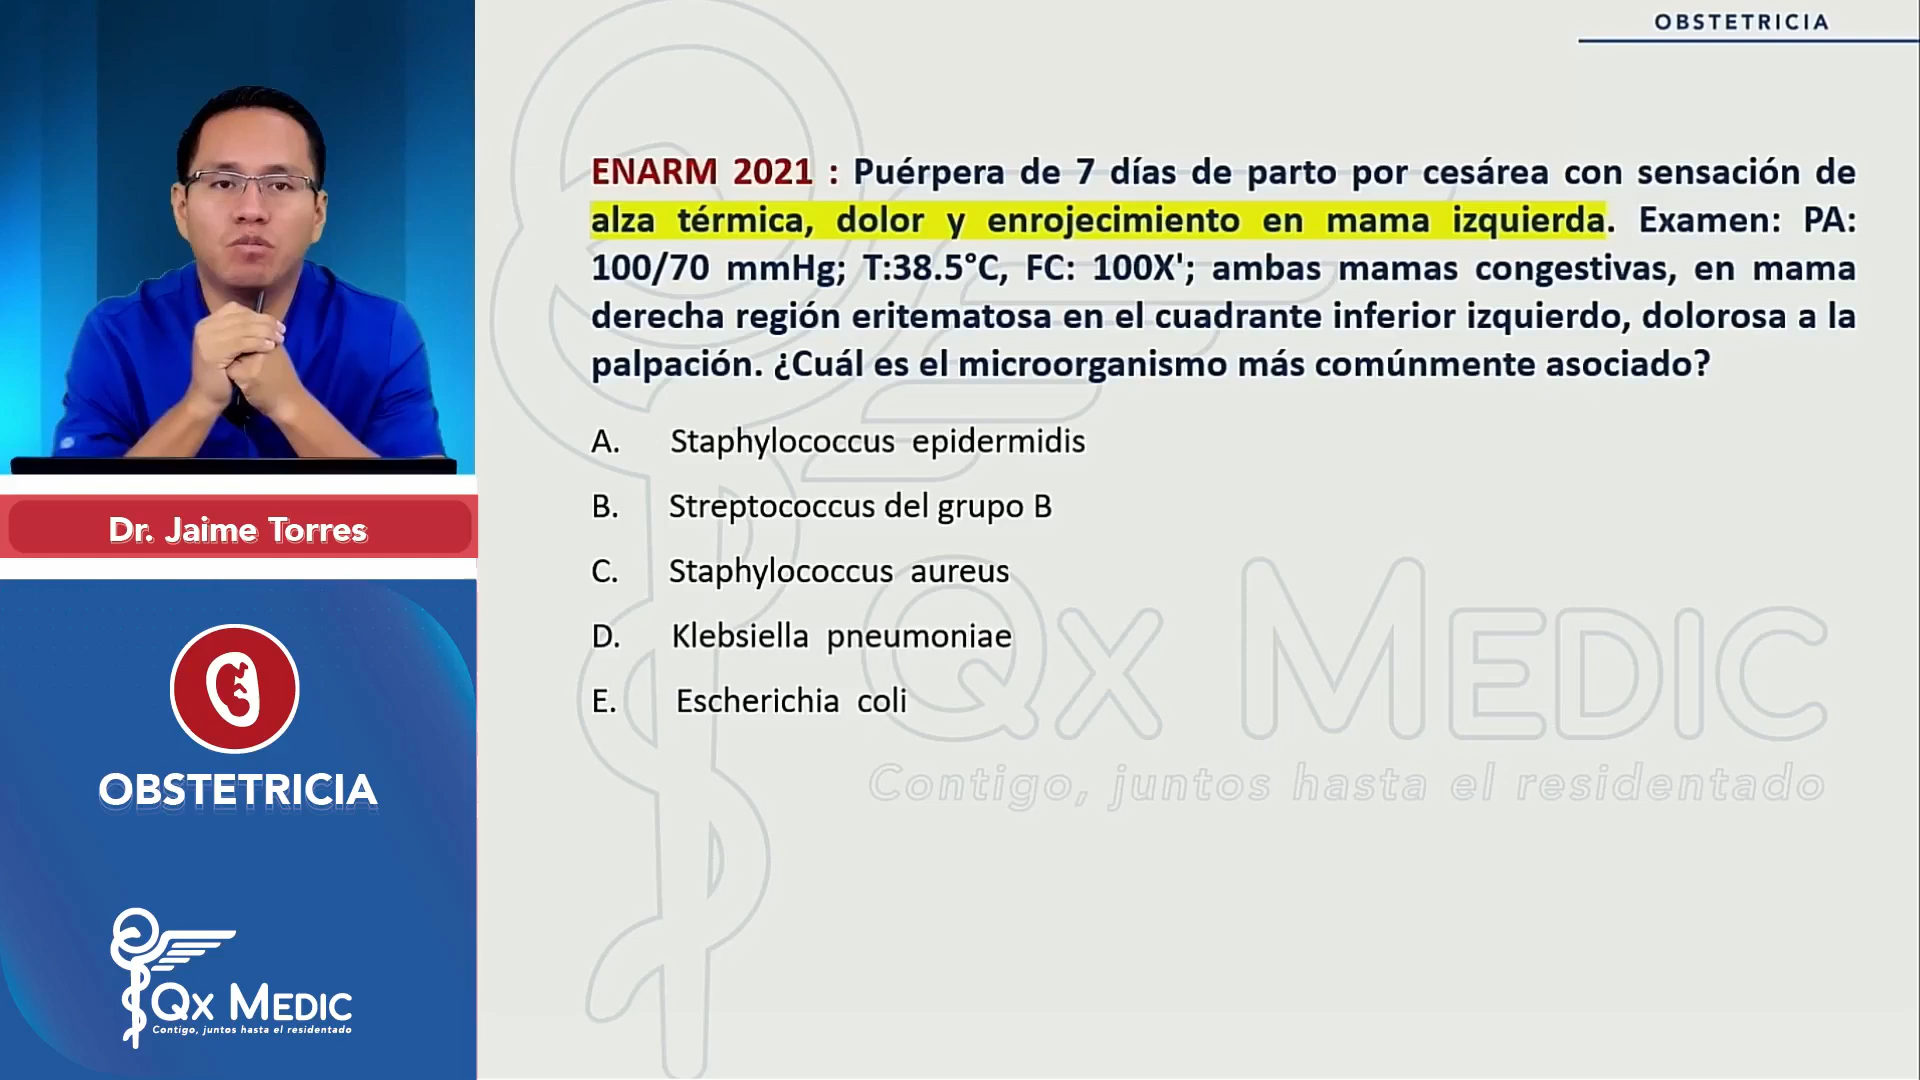 OBSTETRICIA
ENARM 2021 : Puérpera de 7 días de parto por cesárea con sensación de
alza térmica, dolor y enrojecimiento en mama izquierda. Examen: PA:
100/70 mmHg; T:38.5°C, FC: 100X'; ambas mamas congestivas, en mama
derecha región eritematosa en el cuadrante inferior izquierdo, dolorosa a la
palpación. ¿Cuál es el microorganismo más comúnmente asociado?
A. Staphylococcus epidermidis
B. Streptococcus del grupo B
C. Staphylococcus aureus
D. Klebsiella pneumoniae
E. Escherichia coli
QX MEDIC
Contigo, juntos hasta el residentado
Dr. Jaime Torres
OBSTETRICIA
QX MEDIC
Contigo, juntos hasta el residentado